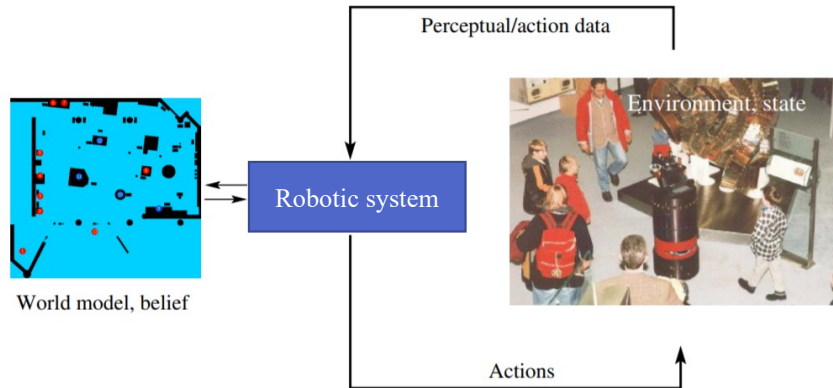 Perceptual/action data
Environment, state
Robotic system
World model, belief
Actions